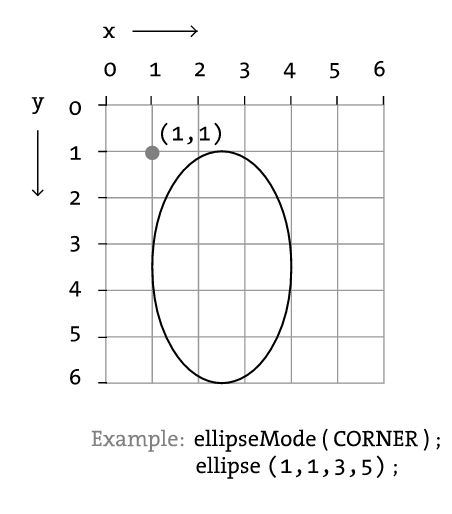 x
0 1 2 3 4 5 6
y
0
(1,1)
1
2
3
4
5
6
Example: ellipseMode ( CORNER ) ;
ellipse (1,1,3,5) ;